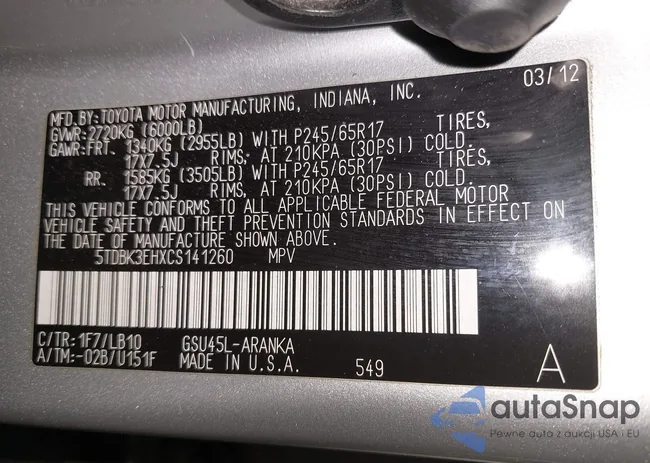 03/12
MFD. BY: TOYOTA MOTOR MANUFACTURING, INDIANA, INC.
GVWR: 2720KG (6000LB)
GAWR: FRT. 1340KG (2955LB) WITH P245/65R17 TIRES,
17X7.5J RIMS, AT 210KPA (30PSI) COLD.
RR. 1585KG (3505LB) WITH P245/65R17 TIRES,
17X7.5J RIMS, AT 210KPA (30PSI) COLD.
THIS VEHICLE CONFORMS TO ALL APPLICABLE FEDERAL MOTOR
VEHICLE SAFETY AND THEFT PREVENTION STANDARDS IN EFFECT ON
THE DATE OF MANUFACTURE SHOWN ABOVE.
5TDBK3EHXCS141260 MPV
C/TR: 1F7/LB10 GSU45L-ARANKA
A/TM: -02B/U151F MADE IN U.S.A. 549 A
autaSnap
Pewne auta z aukcji USA i EU